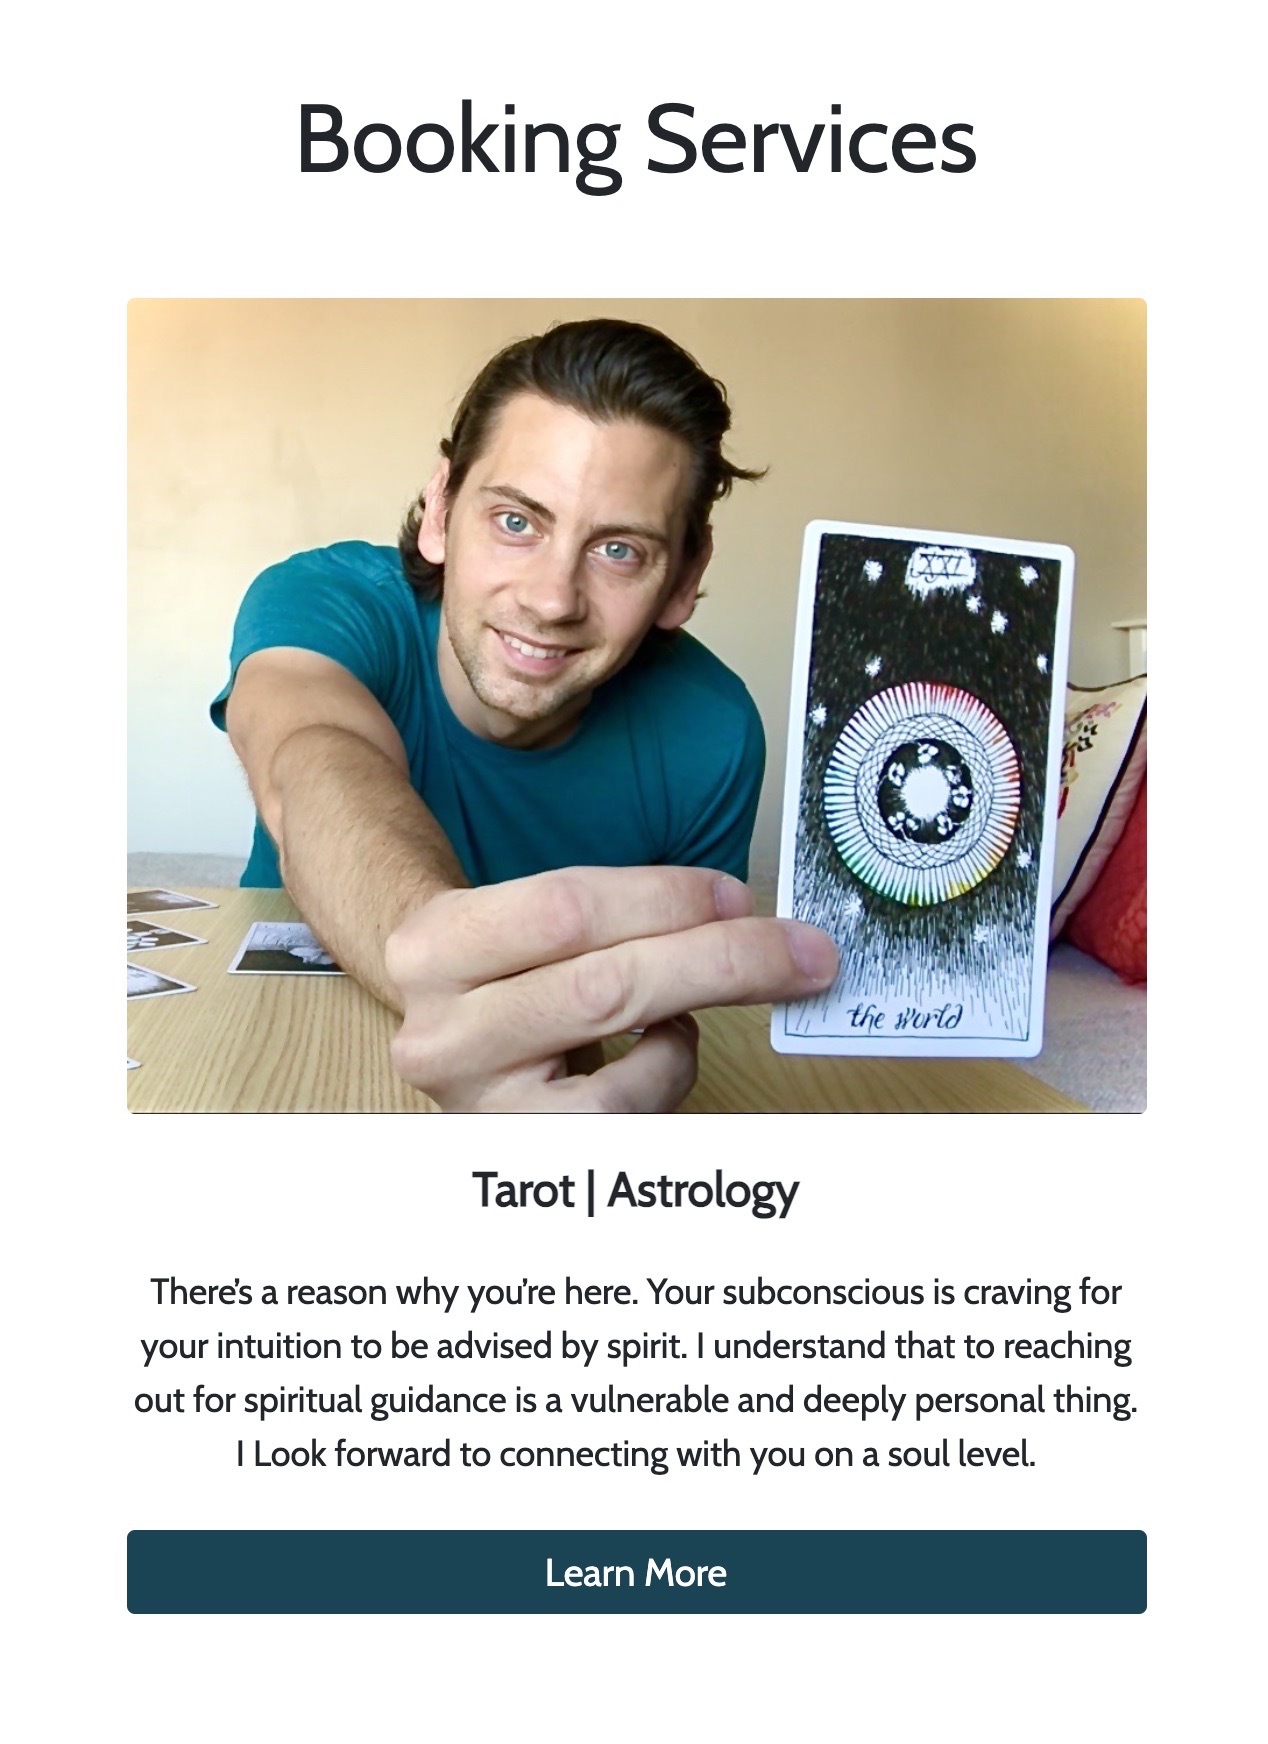 Booking Services
XXI
the world
Tarot | Astrology
There's a reason why you're here. Your subconscious is craving for
your intuition to be advised by spirit. I understand that to reaching
out for spiritual guidance is a vulnerable and deeply personal thing.
I Look forward to connecting with you on a soul level.
Learn More